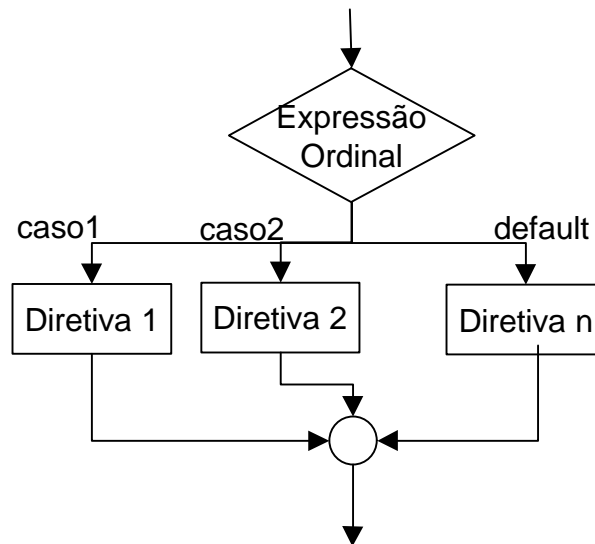 Expressão
Ordinal
caso1
caso2
default
Diretiva 1
Diretiva 2
Diretiva n